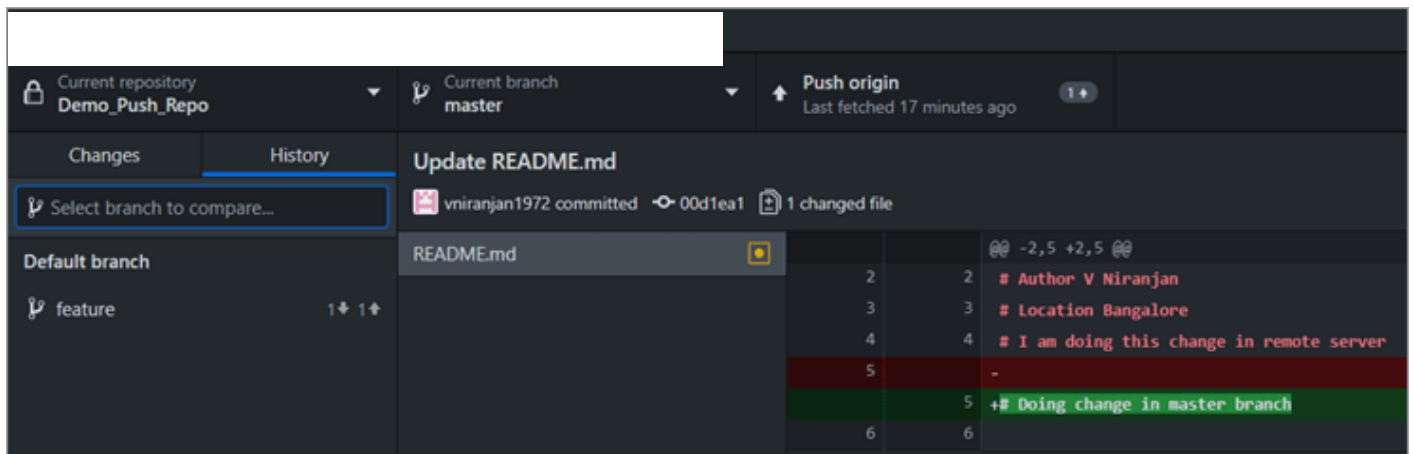 Current repository
Demo_Push_Repo
Current branch
master
Push origin
Last fetched 17 minutes ago
1
Changes
History
Select branch to compare...
Default branch
feature 1 1
Update README.md
vniranjan1972 committed 00d1ea1 1 changed file
README.md
@@ -2,5 +2,5 @@
2 2 # Author V Niranjan
3 3 # Location Bangalore
4 4 # I am doing this change in remote server
5 -
5 +# Doing change in master branch
6 6